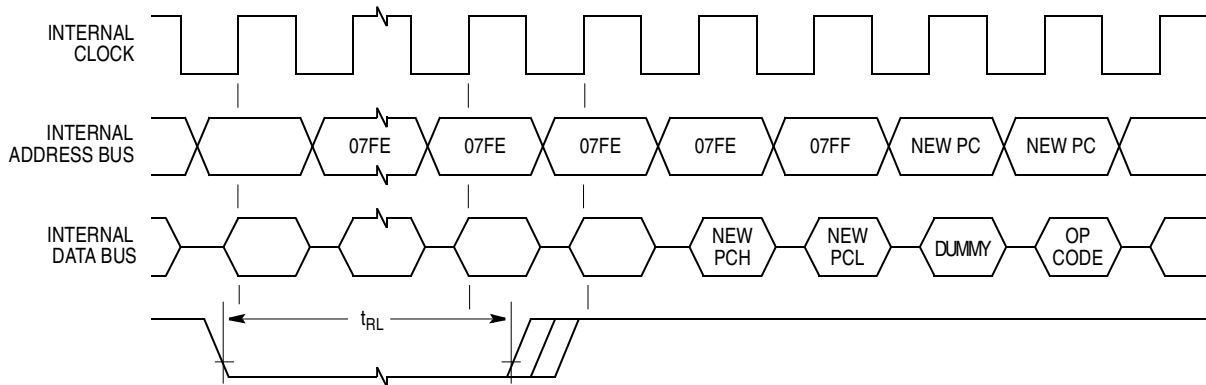 INTERNAL
CLOCK
INTERNAL
ADDRESS BUS
07FE
07FE
07FE
07FE
07FF
NEW PC
NEW PC
INTERNAL
DATA BUS
NEW
PCH
NEW
PCL
DUMMY
OP
CODE
tRL